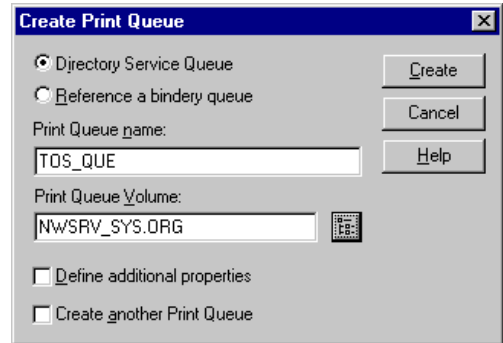 Create Print Queue
Directory Service Queue
Reference a bindery queue
Print Queue name:
TOS_QUE
Print Queue Volume:
NWSRV_SYS.ORG
Define additional properties
Create another Print Queue
Create
Cancel
Help